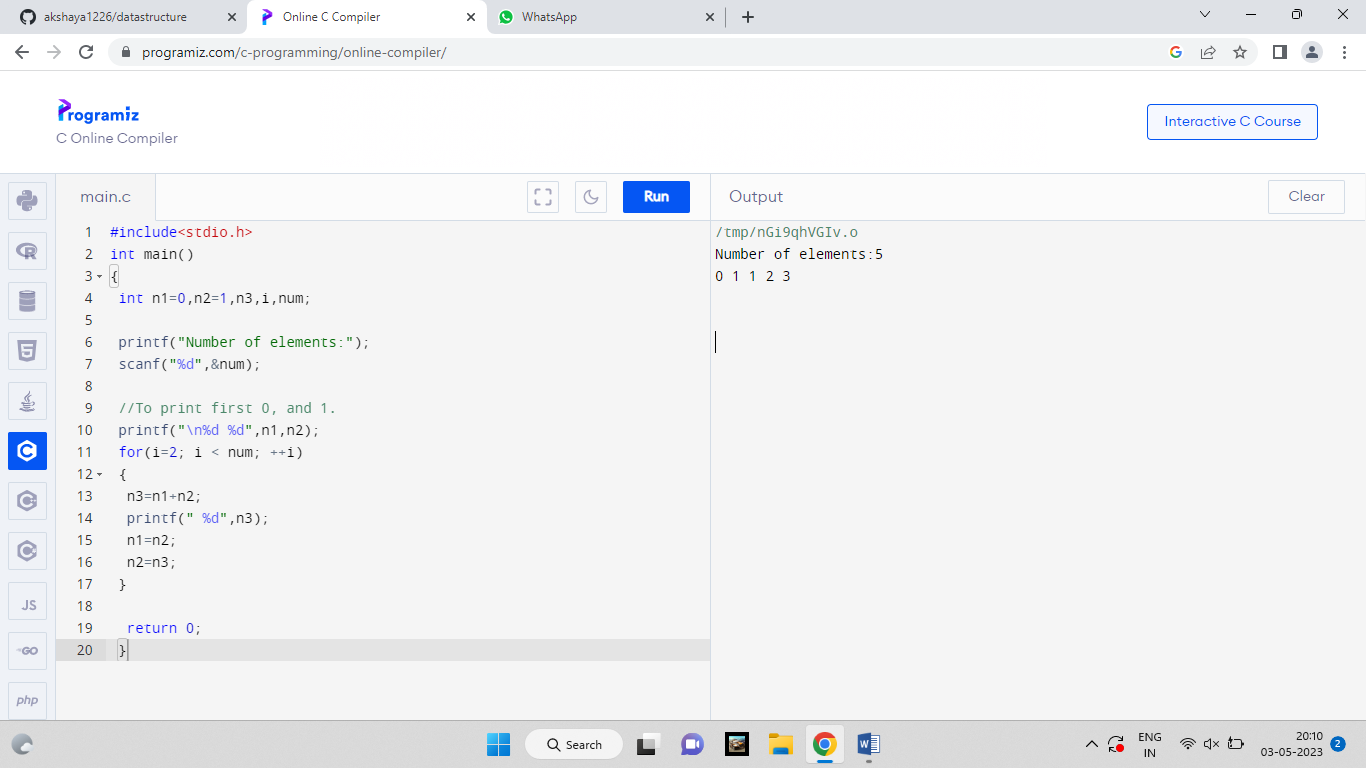 akshaya1226/datastructure
Online C Compiler
WhatsApp
programiz.com/c-programming/online-compiler/
Programiz
C Online Compiler
Interactive C Course
main.c
Run
Output
Clear
1 #include<stdio.h>
2 int main()
3 {
4 int n1=0,n2=1,n3,i,num;
5
6 printf("Number of elements:");
7 scanf("%d",&num);
8
9 //To print first 0, and 1.
10 printf("\n%d %d",n1,n2);
11 for(i=2; i < num; ++i)
12 {
13 n3=n1+n2;
14 printf(" %d",n3);
15 n1=n2;
16 n2=n3;
17 }
18
19 return 0;
20 }
/tmp/nGi9qhVGIv.o
Number of elements:5
0 1 1 2 3
JS
GO
php
Search
ENG
IN
20:10
03-05-2023
2